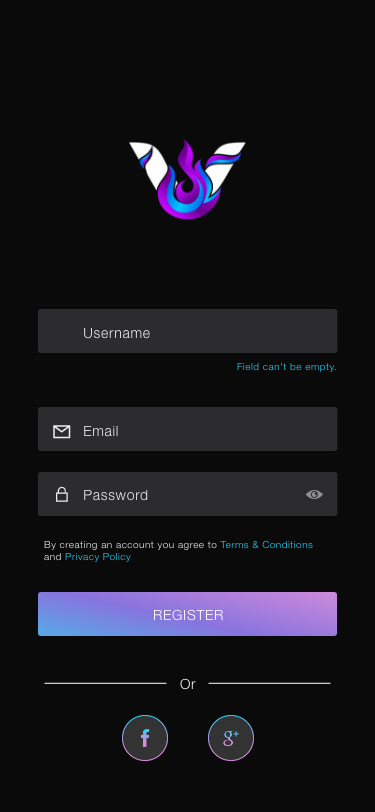 Username
Field can't be empty.
Email
Password
By creating an account you agree to Terms & Conditions
and Privacy Policy
REGISTER
Or
f
g+